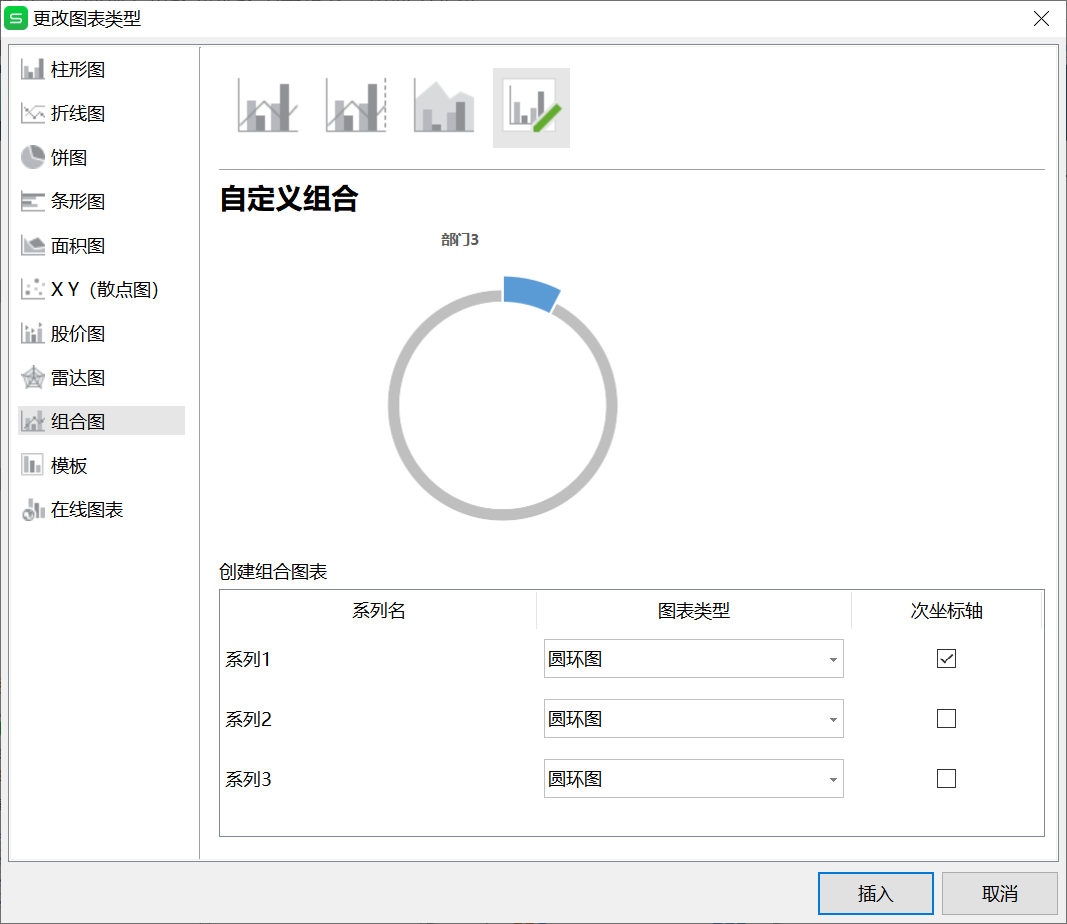 更改图表类型
柱形图
折线图
饼图
条形图
面积图
X Y（散点图）
股价图
雷达图
组合图
模板
在线图表
自定义组合
部门3
创建组合图表
系列名 图表类型 次坐标轴
系列1 圆环图
系列2 圆环图
系列3 圆环图
插入 取消